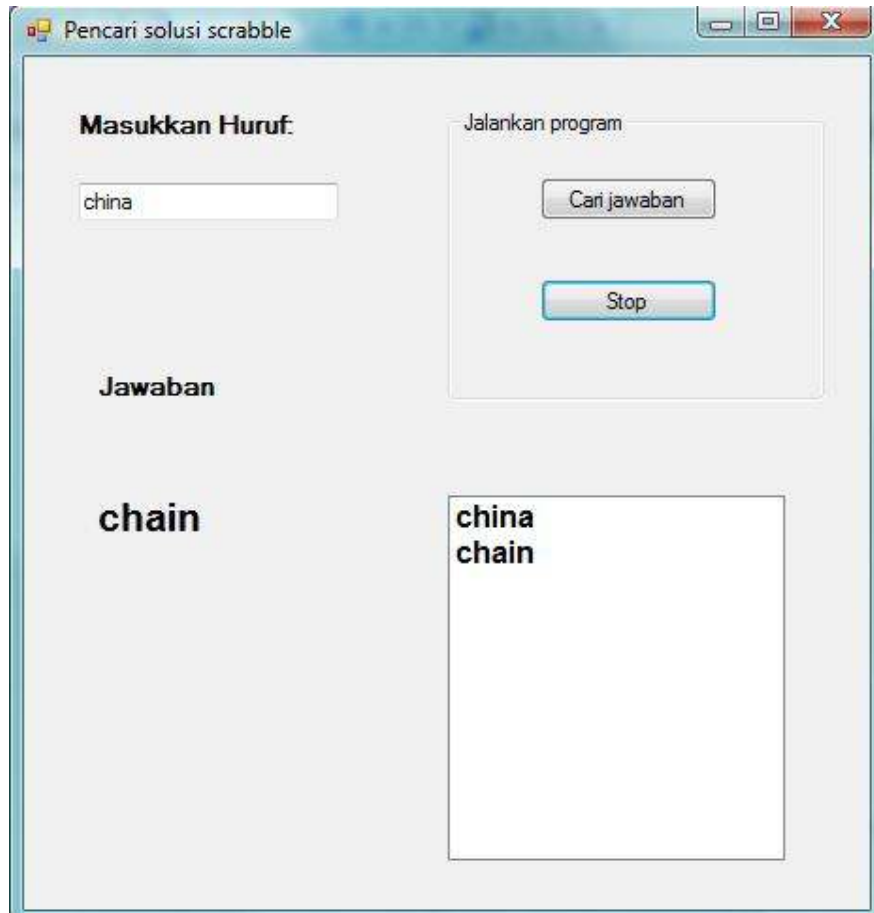 Pencari solusi scrabble
Masukkan Huruf:
china
Jalankan program
Cari jawaban
Stop
Jawaban
chain
china
chain